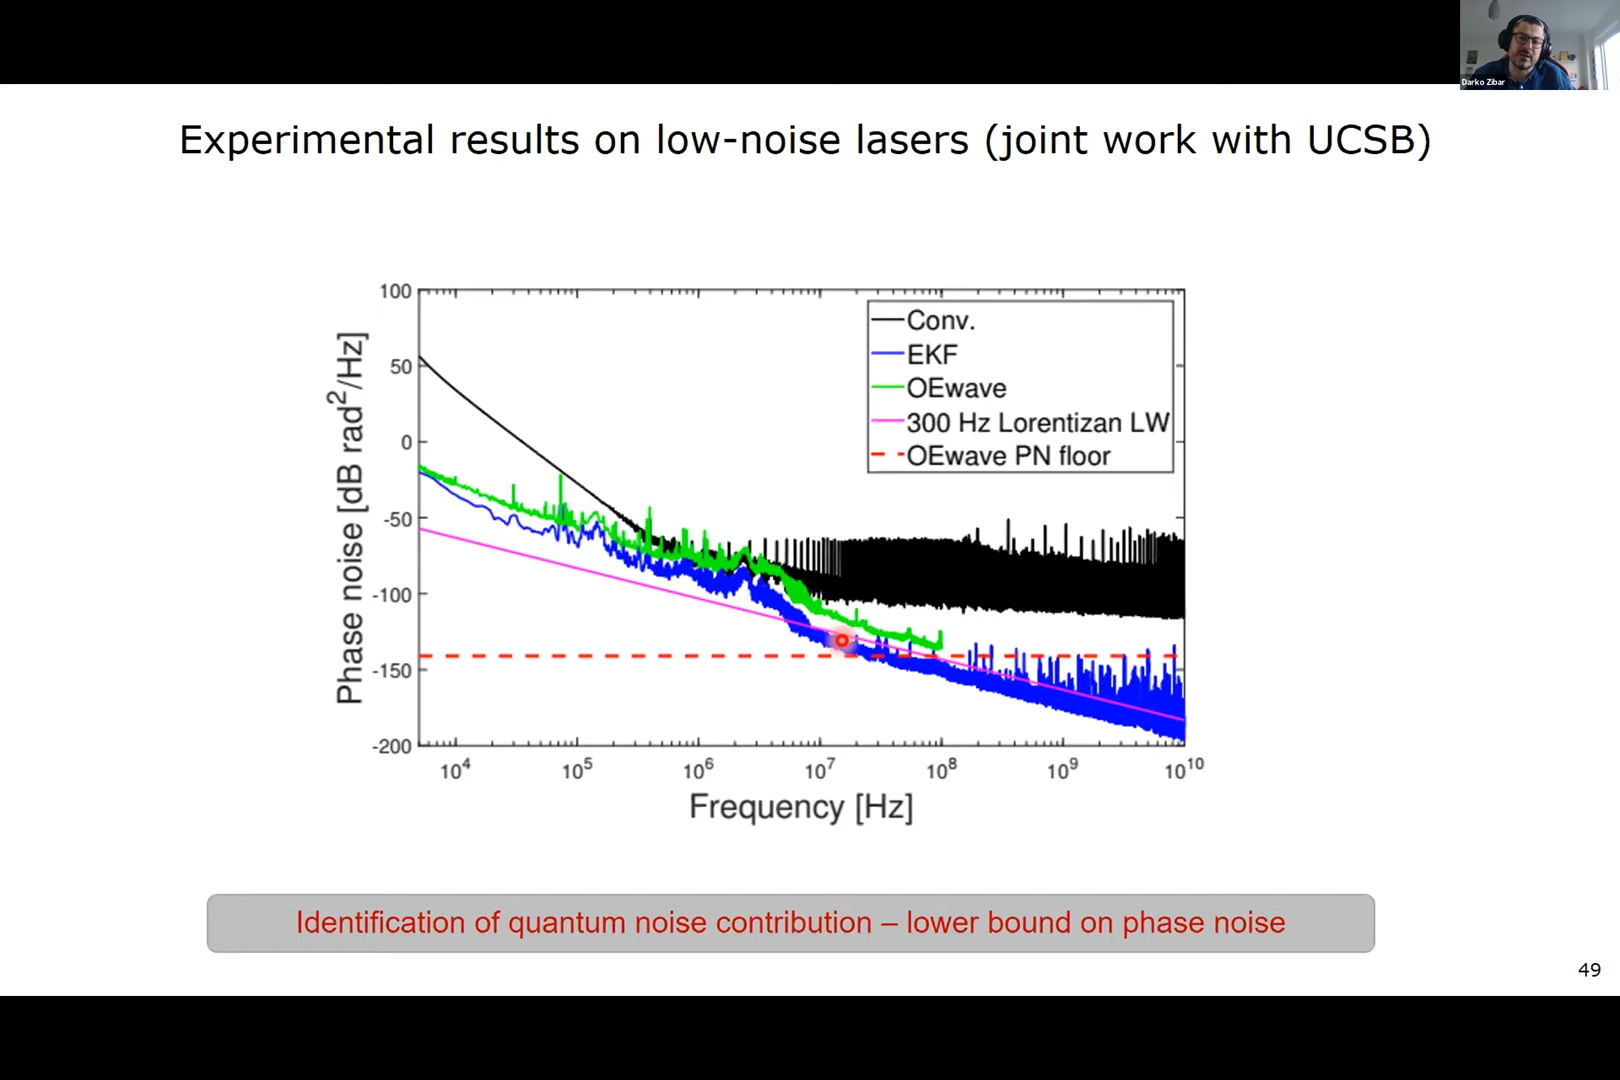 Darko Zibar
Experimental results on low-noise lasers (joint work with UCSB)
Phase noise [dB rad²/Hz]
100
50
0
-50
-100
-150
-200
Conv.
EKF
OEwave
300 Hz Lorentizan LW
OEwave PN floor
10⁴
10⁵
10⁶
10⁷
10⁸
10⁹
10¹⁰
Frequency [Hz]
Identification of quantum noise contribution – lower bound on phase noise
49